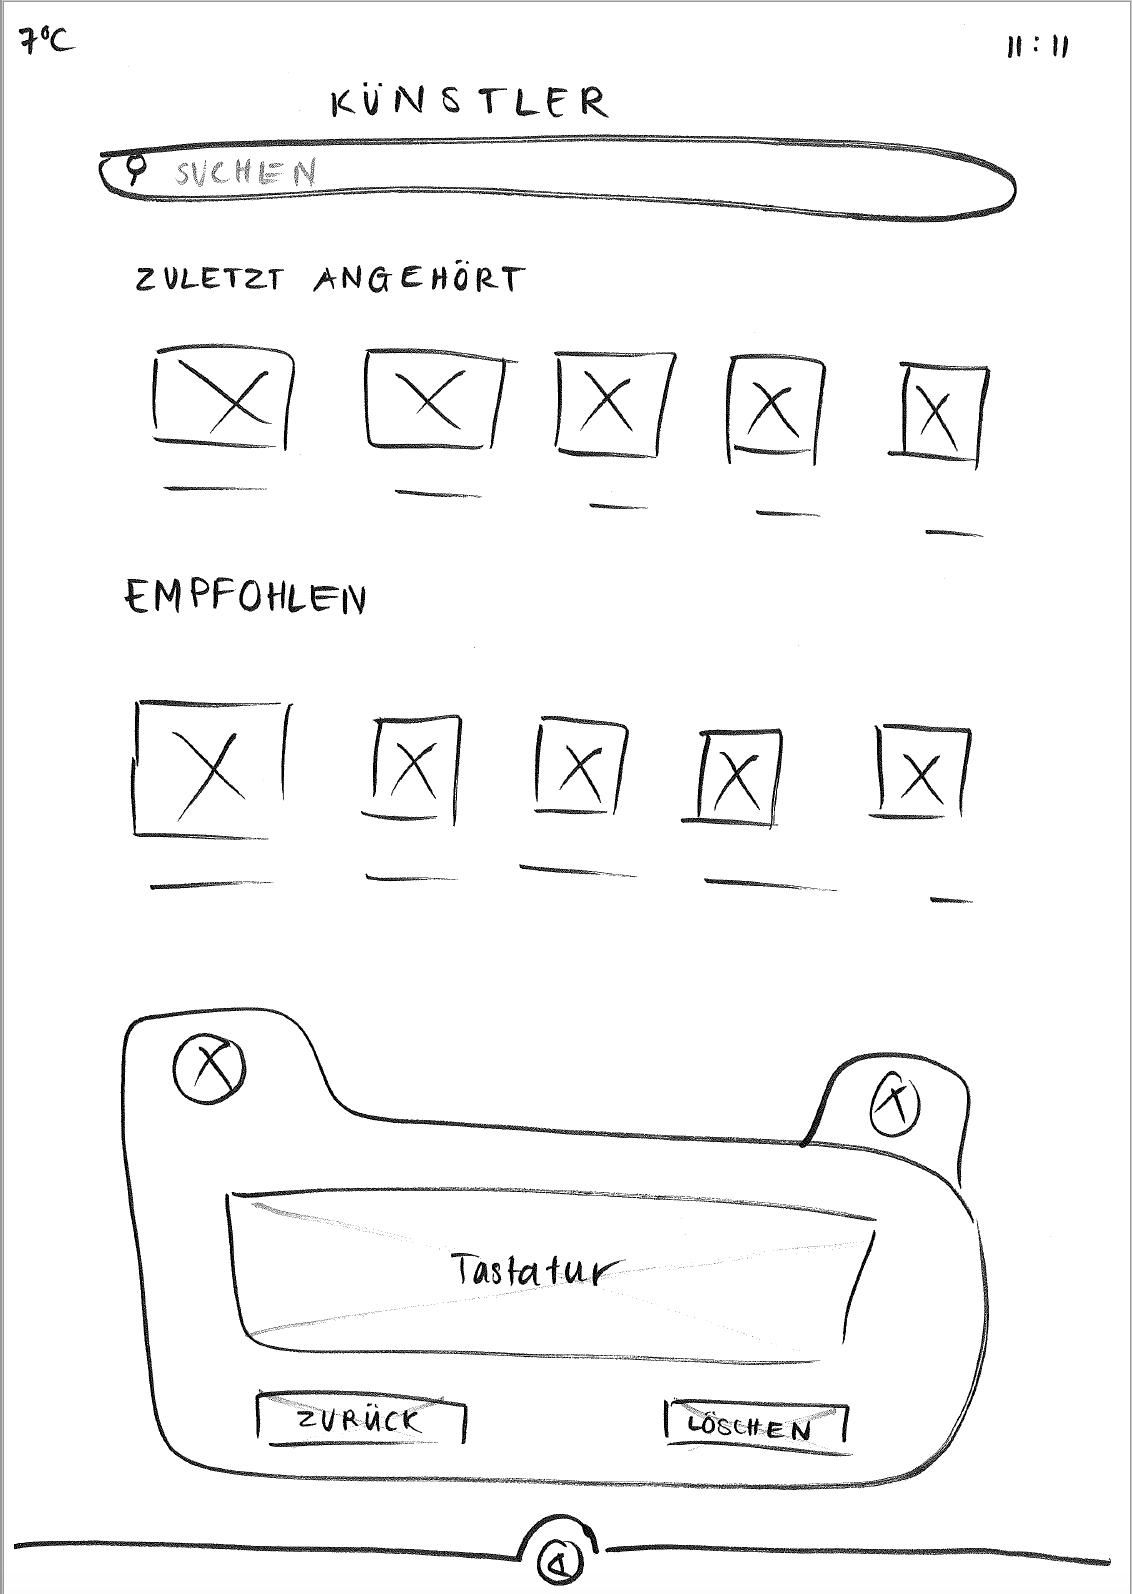 7°C
11:11
KÜNSTLER
SUCHEN
ZULETZT ANGEHÖRT
EMPFOHLEN
Tastatur
ZURÜCK
LÖSCHEN